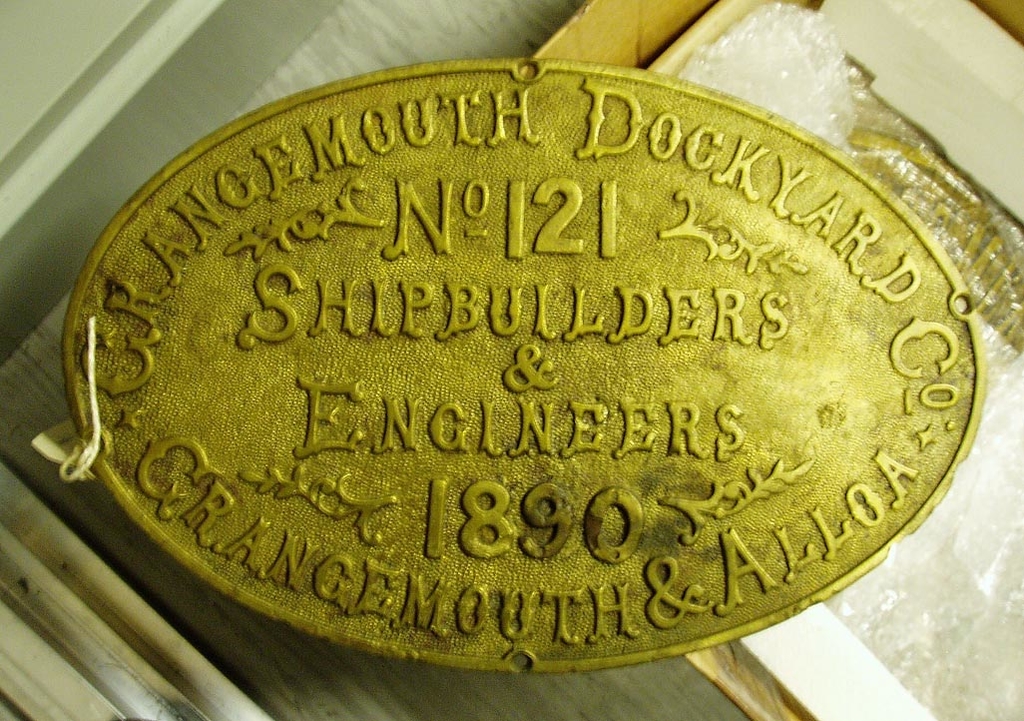 GRANGEMOUTH DOCKYARD Co.
No 121
SHIPBUILDERS
&
ENGINEERS
1890
GRANGEMOUTH & ALLOA